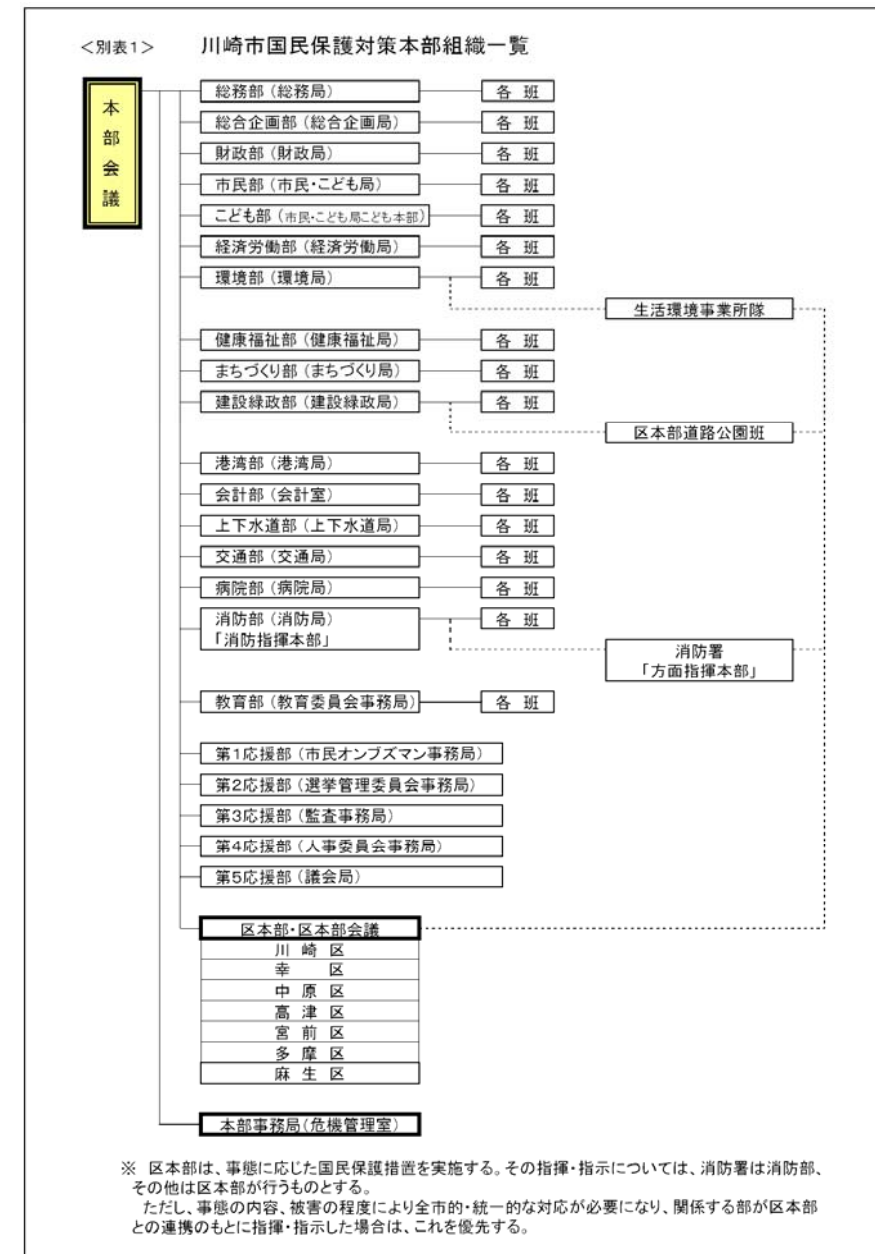 <別表1> 川崎市国民保護対策本部組織一覧
本部会議
総務部(総務局) 各 班
総合企画部(総合企画局) 各 班
財政部(財政局) 各 班
市民部(市民・こども局) 各 班
こども部(市民・こども局こども本部) 各 班
経済労働部(経済労働局) 各 班
環境部(環境局) 各 班
生活環境事業所隊
健康福祉部(健康福祉局) 各 班
まちづくり部(まちづくり局) 各 班
建設緑政部(建設緑政局) 各 班
区本部道路公園班
港湾部(港湾局) 各 班
会計部(会計室) 各 班
上下水道部(上下水道局) 各 班
交通部(交通局) 各 班
病院部(病院局) 各 班
消防部(消防局) 各 班
「消防指揮本部」
消防署
「方面指揮本部」
教育部(教育委員会事務局) 各 班
第1応援部(市民オンブズマン事務局)
第2応援部(選挙管理委員会事務局)
第3応援部(監査事務局)
第4応援部(人事委員会事務局)
第5応援部(議会局)
区本部・区本部会議
川 崎 区
幸 区
中 原 区
高 津 区
宮 前 区
多 摩 区
麻 生 区
本部事務局(危機管理室)
※ 区本部は、事態に応じた国民保護措置を実施する。その指揮・指示については、消防署は消防部、
その他は区本部が行うものとする。
ただし、事態の内容、被害の程度により全市的・統一的な対応が必要になり、関係する部が区本部
との連携のもとに指揮・指示した場合は、これを優先する。